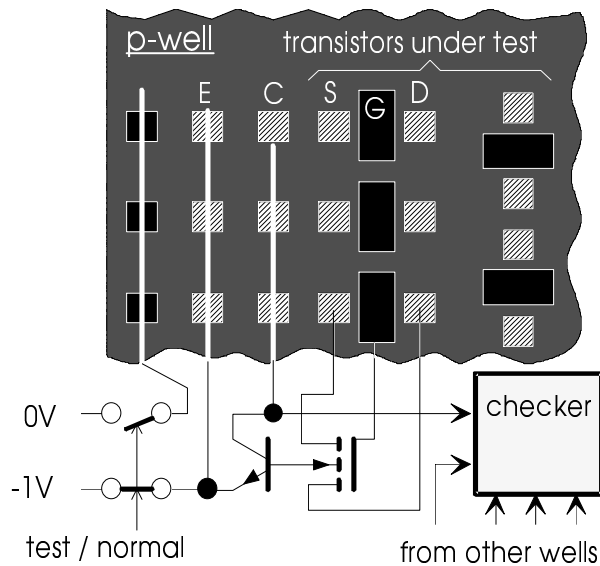 p-well
transistors under test
E C S G D
0V
checker
-1V
test / normal
from other wells